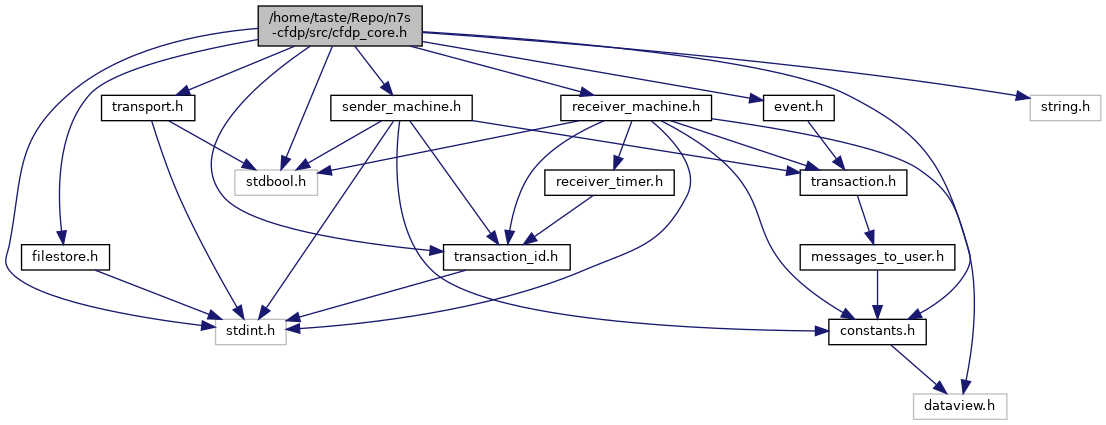 /home/taste/Repo/n7s
-cfdp/src/cfdp_core.h
transport.h
sender_machine.h
receiver_machine.h
event.h
string.h
stdbool.h
receiver_timer.h
transaction.h
filestore.h
transaction_id.h
messages_to_user.h
stdint.h
constants.h
dataview.h